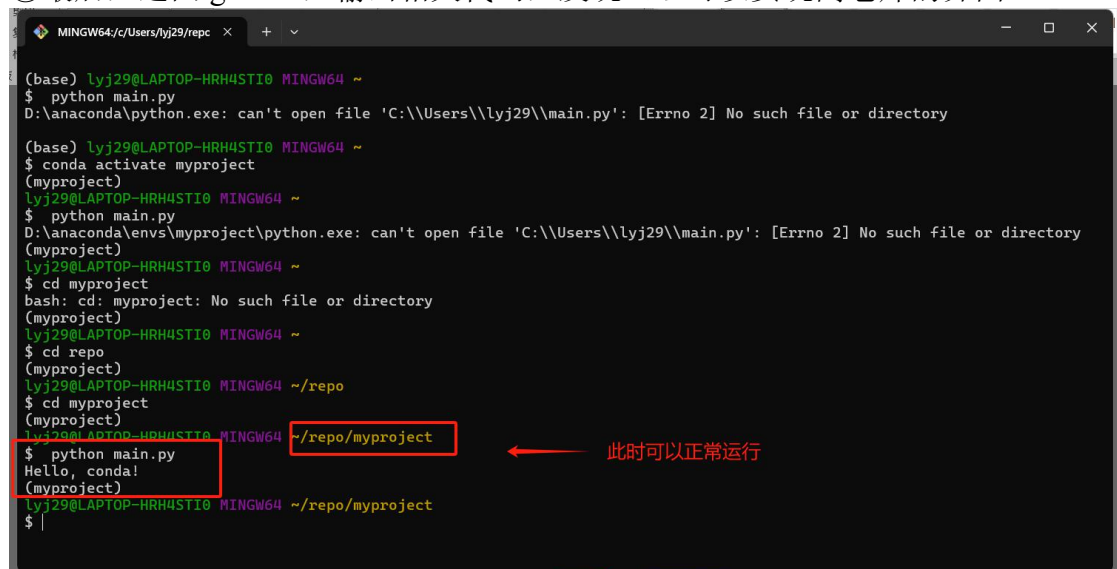 MINGW64:/c/Users/lyj29/repc
(base) lyj29@LAPTOP-HRH4STI0 MINGW64 ~
$  python main.py
D:\anaconda\python.exe: can't open file 'C:\\Users\\lyj29\\main.py': [Errno 2] No such file or directory
(base) lyj29@LAPTOP-HRH4STI0 MINGW64 ~
$ conda activate myproject
(myproject)
lyj29@LAPTOP-HRH4STI0 MINGW64 ~
$  python main.py
D:\anaconda\envs\myproject\python.exe: can't open file 'C:\\Users\\lyj29\\main.py': [Errno 2] No such file or directory
(myproject)
lyj29@LAPTOP-HRH4STI0 MINGW64 ~
$ cd myproject
bash: cd: myproject: No such file or directory
(myproject)
lyj29@LAPTOP-HRH4STI0 MINGW64 ~
$ cd repo
(myproject)
lyj29@LAPTOP-HRH4STI0 MINGW64 ~/repo
$ cd myproject
(myproject)
lyj29@LAPTOP-HRH4STI0 MINGW64 ~/repo/myproject
此时可以正常运行
$  python main.py
Hello, conda!
(myproject)
lyj29@LAPTOP-HRH4STI0 MINGW64 ~/repo/myproject
$